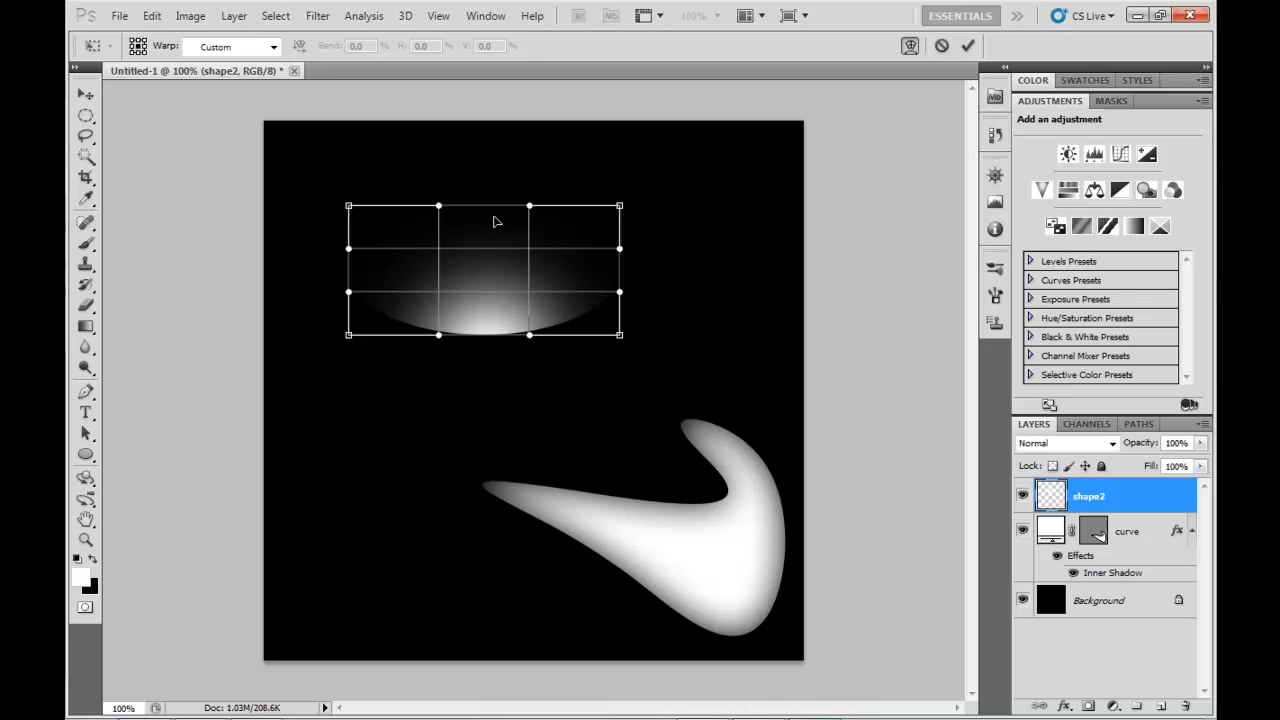 Ps File Edit Image Layer Select Filter Analysis 3D View Window Help Br Mb 100% ESSENTIALS CS Live
Warp: Custom Bend: 0.0 % H: 0.0 % V: 0.0 %
Untitled-1 @ 100% (shape2, RGB/8) *
COLOR SWATCHES STYLES
Mb
ADJUSTMENTS MASKS
Add an adjustment
Levels Presets
Curves Presets
Exposure Presets
Hue/Saturation Presets
Black & White Presets
Channel Mixer Presets
Selective Color Presets
LAYERS CHANNELS PATHS
Normal Opacity: 100%
Lock: Fill: 100%
shape2
curve fx
Effects
Inner Shadow
Background
100% Doc: 1.03M/208.6K